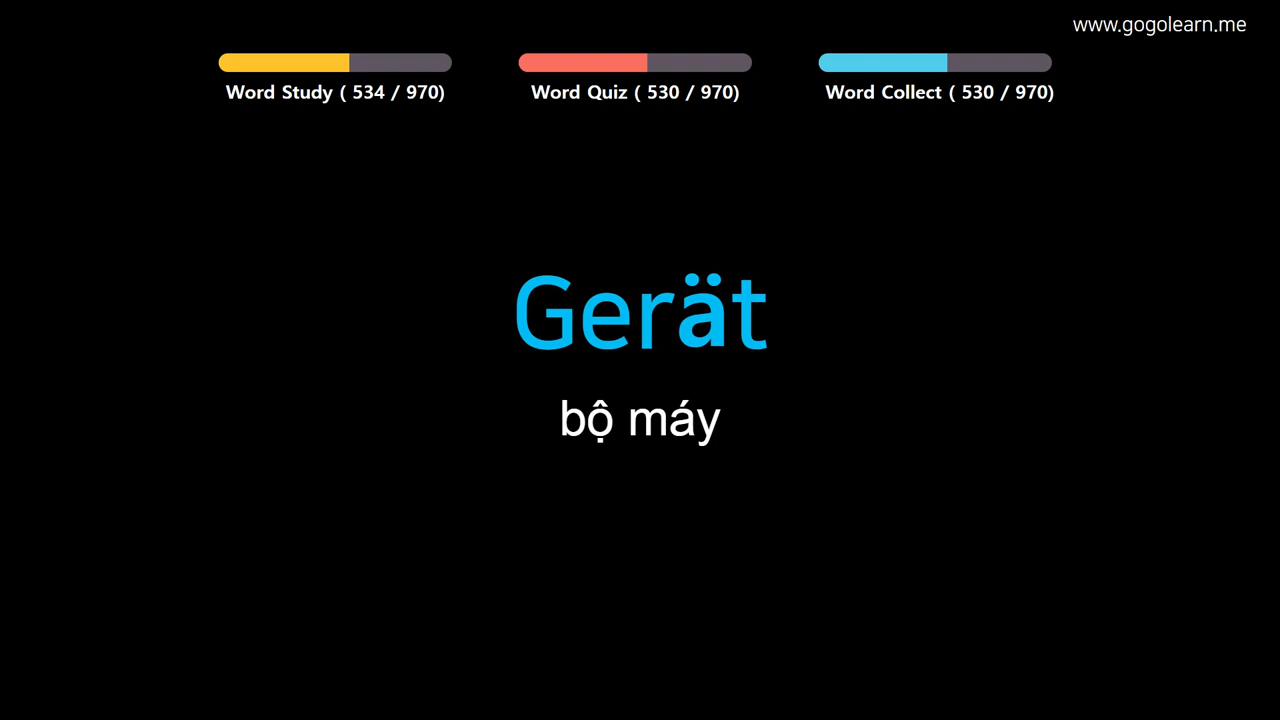 www.gogolearn.me
Word Study ( 534 / 970)
Word Quiz ( 530 / 970)
Word Collect ( 530 / 970)
Gerät
bộ máy